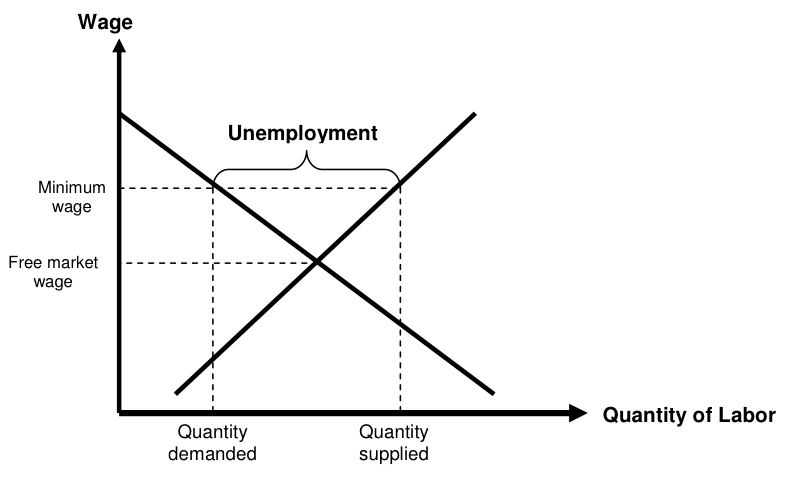 Wage
Unemployment
Minimum
wage
Free market
wage
Quantity of Labor
Quantity
demanded
Quantity
supplied